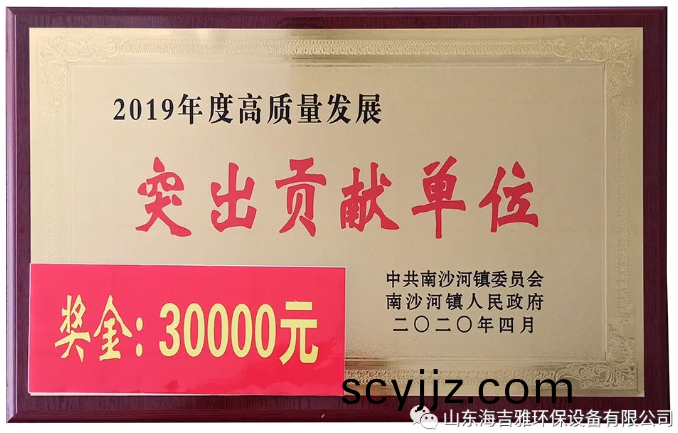 2019年度高质量发展
突出贡献单位
中共南沙河镇委员会
南沙河镇人民政府
二〇二〇年四月
奖金:30000元
scyjjz.com
山东海吉雅环保设备有限公司